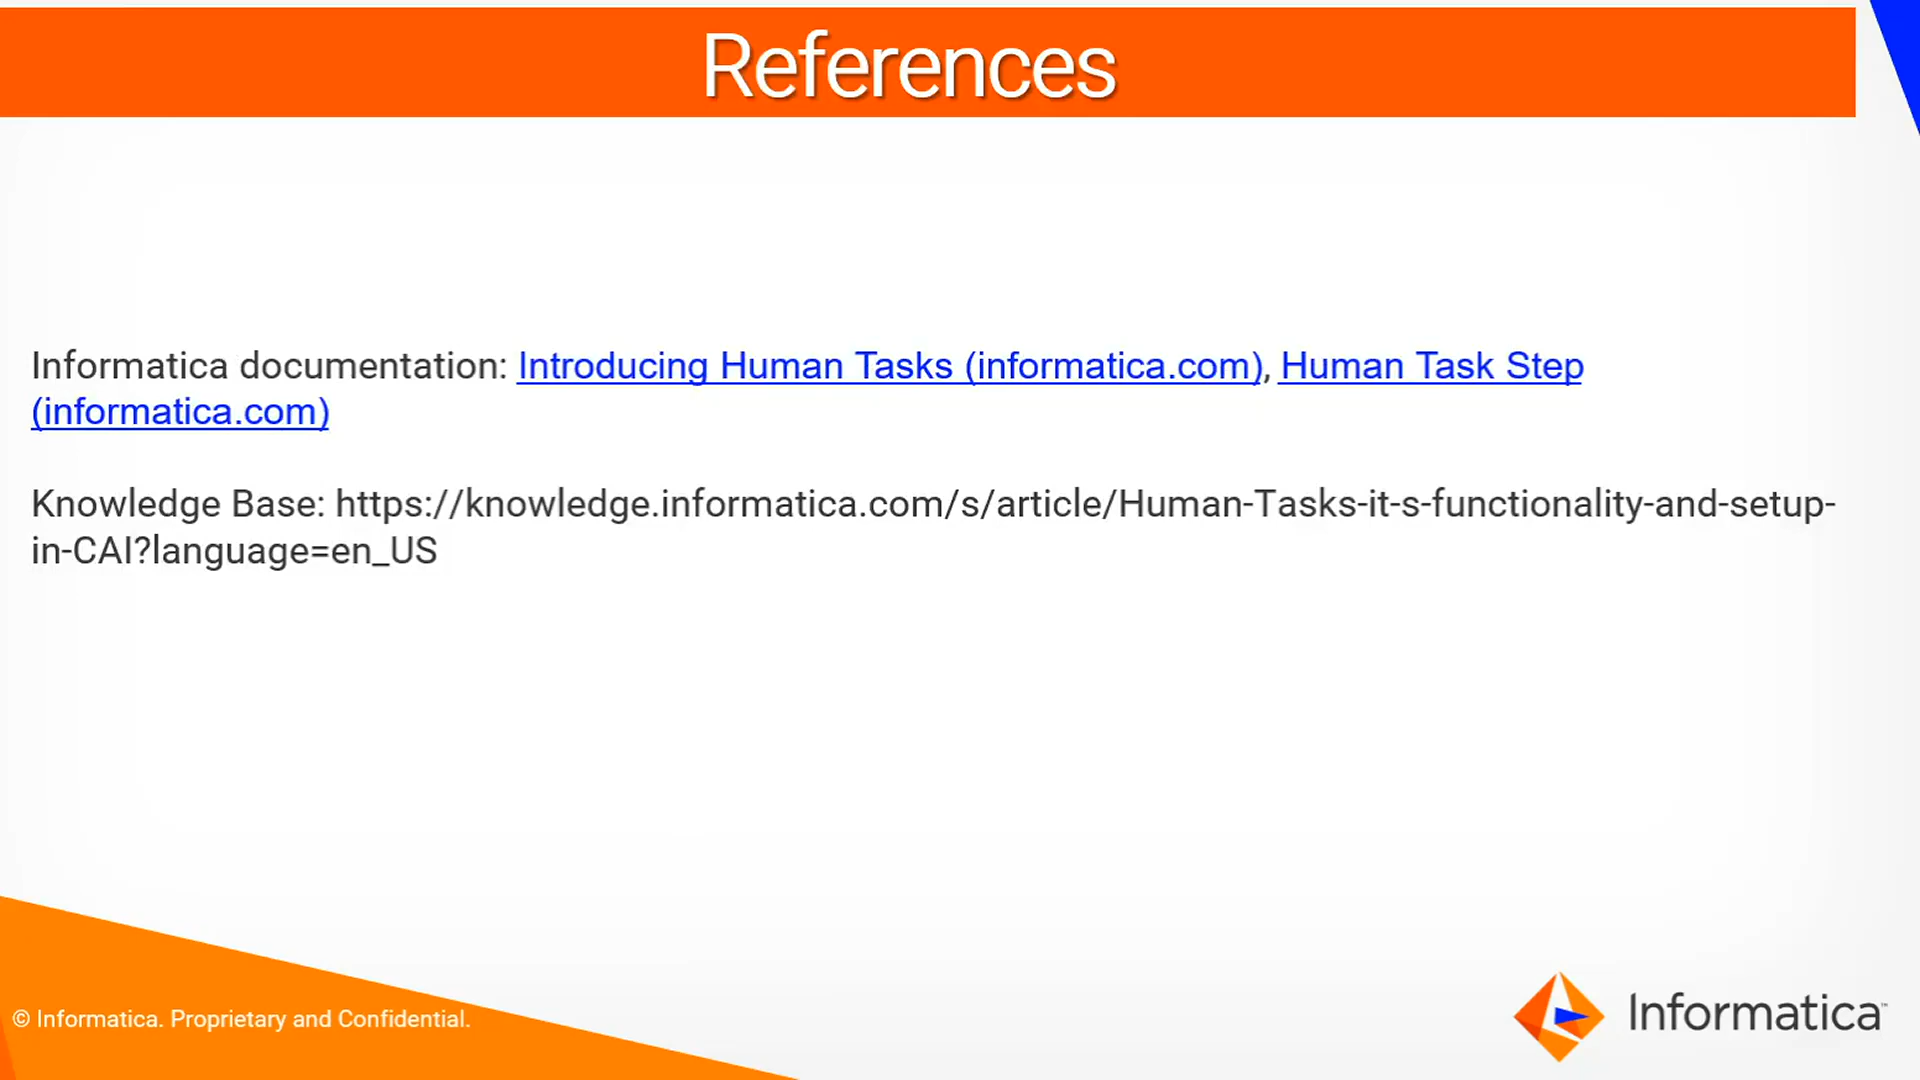 References
Informatica documentation: Introducing Human Tasks (informatica.com), Human Task Step
(informatica.com)
Knowledge Base: https://knowledge.informatica.com/s/article/Human-Tasks-it-s-functionality-and-setup-
in-CAI?language=en_US
© Informatica. Proprietary and Confidential.
Informatica™